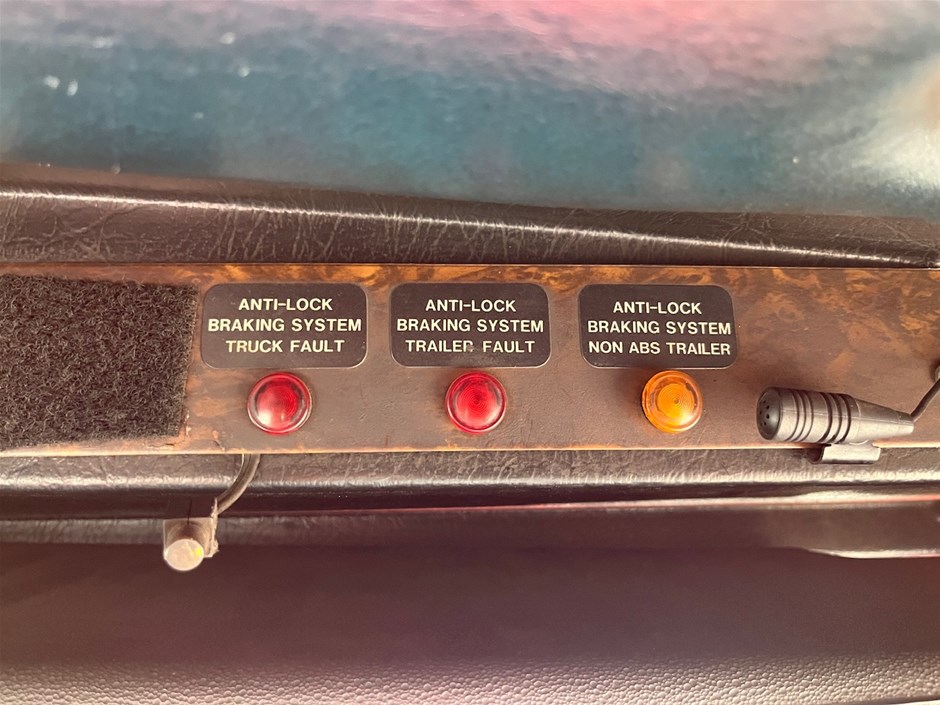 ANTI-LOCK
BRAKING SYSTEM
TRUCK FAULT
ANTI-LOCK
BRAKING SYSTEM
TRAILER FAULT
ANTI-LOCK
BRAKING SYSTEM
NON ABS TRAILER